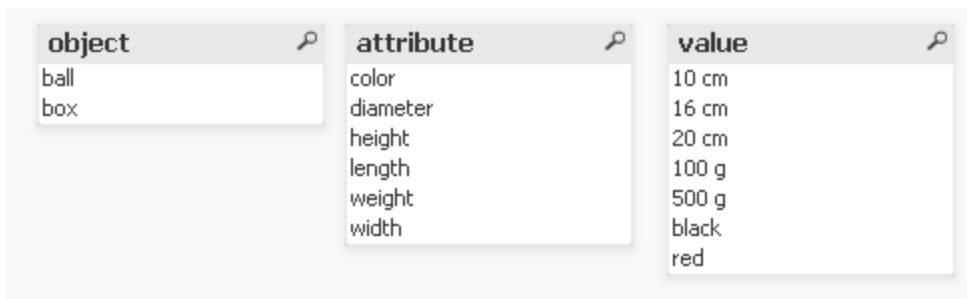 object
ball
box
attribute
color
diameter
height
length
weight
width
value
10 cm
16 cm
20 cm
100 g
500 g
black
red